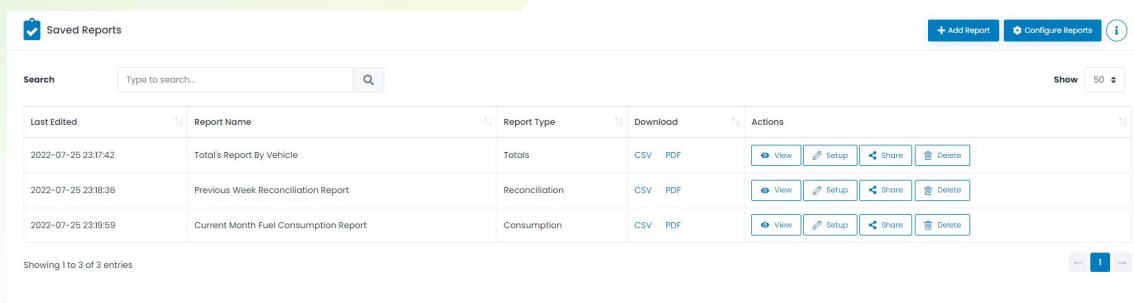 Saved Reports
+ Add Report
Configure Reports
i
Search
Type to search...
Show
50
Last Edited
Report Name
Report Type
Download
Actions
2022-07-25 23:17:42
Total's Report By Vehicle
Totals
CSV PDF
View Setup Share Delete
2022-07-25 23:18:36
Previous Week Reconciliation Report
Reconciliation
CSV PDF
View Setup Share Delete
2022-07-25 23:19:59
Current Month Fuel Consumption Report
Consumption
CSV PDF
View Setup Share Delete
Showing 1 to 3 of 3 entries
← 1 →